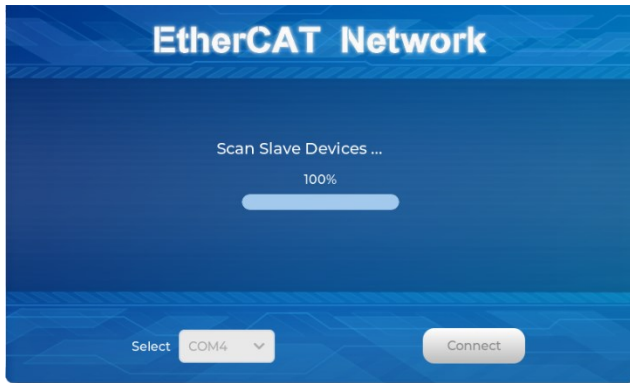 EtherCAT Network
Scan Slave Devices ...
100%
Select COM4 Connect